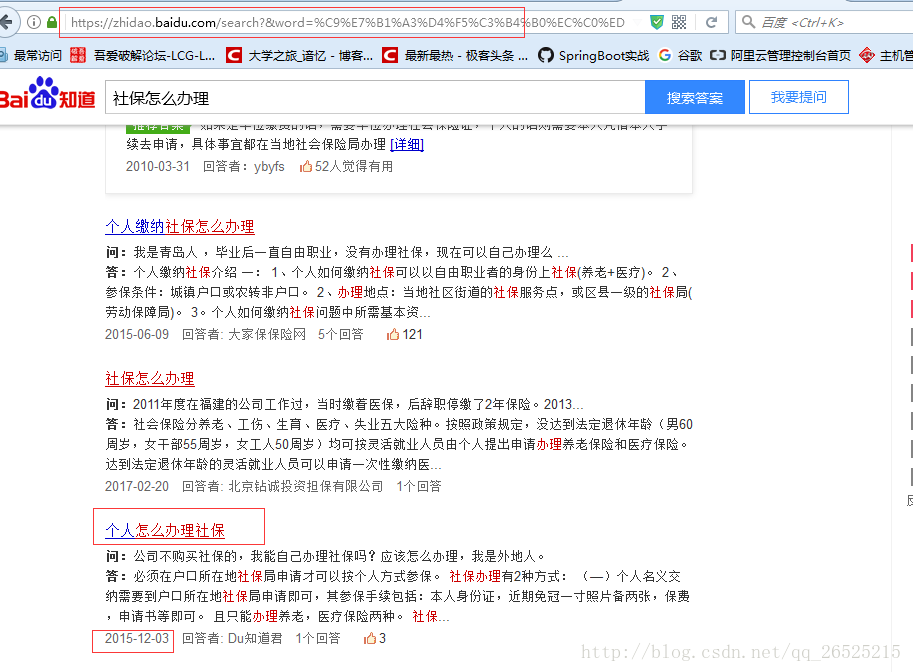 https://zhidao.baidu.com/search?&word=%C9%E7%B1%A3%D4%F5%C3%B4%B0%EC%C0%ED
百度 <Ctrl+K>
最常访问 吾爱破解论坛-LCG-L... 大学之旅_谙忆 - 博客... 最新最热 - 极客头条 ... SpringBoot实战 谷歌 阿里云管理控制台首页 主机管
Bai du 知道 社保怎么办理 搜索答案 我要提问
续去申请，具体事宜都在当地社会保险局办理 [详细]
2010-03-31 回答者：ybyfs 52人觉得有用
个人缴纳社保怎么办理
问：我是青岛人 ，毕业后一直自由职业，没有办理社保，现在可以自己办理么 ...
答：个人缴纳社保介绍 一： 1、个人如何缴纳社保可以以自由职业者的身份上社保(养老+医疗)。 2、
参保条件：城镇户口或农转非户口。 2、办理地点：当地社区街道的社保服务点，或区县一级的社保局(
劳动保障局)。 3。个人如何缴纳社保问题中所需基本资...
2015-06-09 回答者: 大家保保险网 5个回答 121
社保怎么办理
问：2011年度在福建的公司工作过，当时缴着医保，后辞职停缴了2年保险。2013...
答：社会保险分养老、工伤、生育、医疗、失业五大险种。按照政策规定，没达到法定退休年龄（男60
周岁，女干部55周岁，女工人50周岁）均可按灵活就业人员由个人提出申请办理养老保险和医疗保险。
达到法定退休年龄的灵活就业人员可以申请一次性缴纳医...
2017-02-20 回答者: 北京钻诚投资担保有限公司 1个回答
个人怎么办理社保
问：公司不购买社保的，我能自己办理社保吗？应该怎么办理，我是外地人。
答：必须在户口所在地社保局申请才可以按个人方式参保。 社保办理有2种方式： （—）个人名义交
纳需要到户口所在地社保局申请即可，其参保手续包括：本人身份证，近期免冠一寸照片备两张，保费
，申请书等即可。 且只能办理养老，医疗保险两种。 社保...
2015-12-03 回答者: Du知道君 1个回答 3
http://blog.csdn.net/qq_26525215